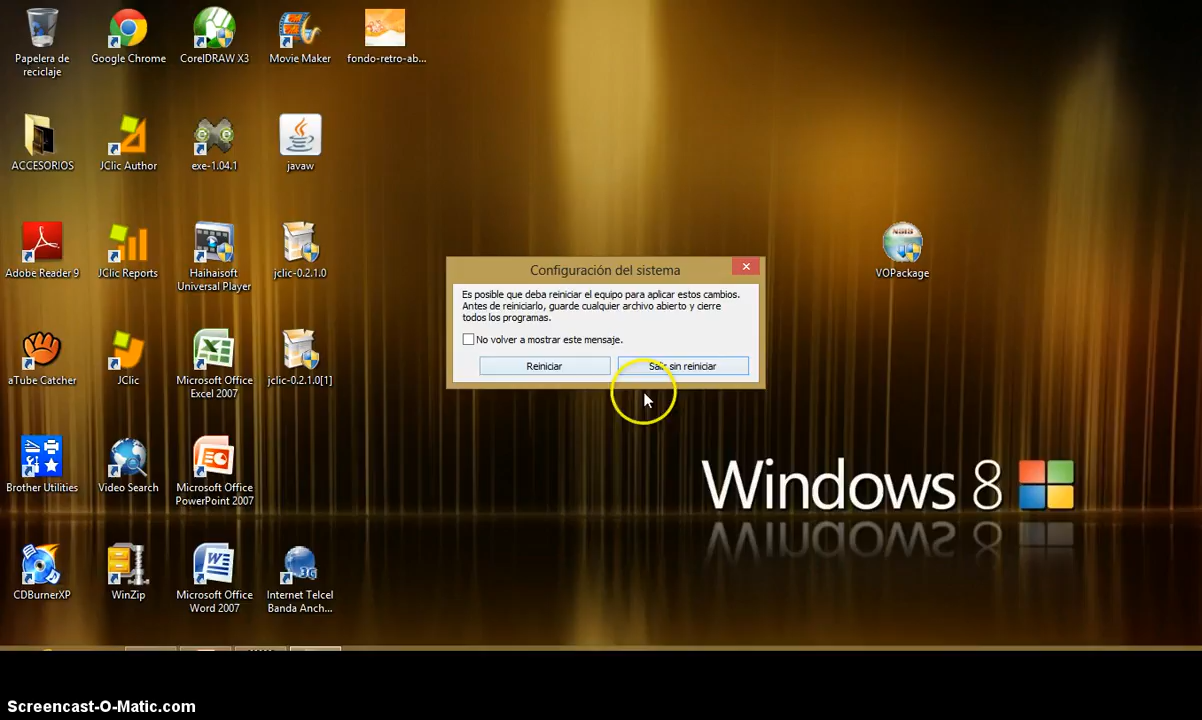 Papelera de
reciclaje
Google Chrome
CorelDRAW X3
Movie Maker
fondo-retro-ab...
ACCESORIOS
JClic Author
exe-1.04.1
javaw
Adobe Reader 9
JClic Reports
Haihaisoft
Universal Player
jclic-0.2.1.0
NSIS
VOPackage
Configuración del sistema
Es posible que deba reiniciar el equipo para aplicar estos cambios.
Antes de reiniciarlo, guarde cualquier archivo abierto y cierre
todos los programas.
No volver a mostrar este mensaje.
Reiniciar
Salir sin reiniciar
aTube Catcher
JClic
Microsoft Office
Excel 2007
jclic-0.2.1.0[1]
Brother Utilities
Video Search
Microsoft Office
PowerPoint 2007
Windows 8
CDBurnerXP
WinZip
Microsoft Office
Word 2007
3G
Internet Telcel
Banda Anch...
Screencast-O-Matic.com